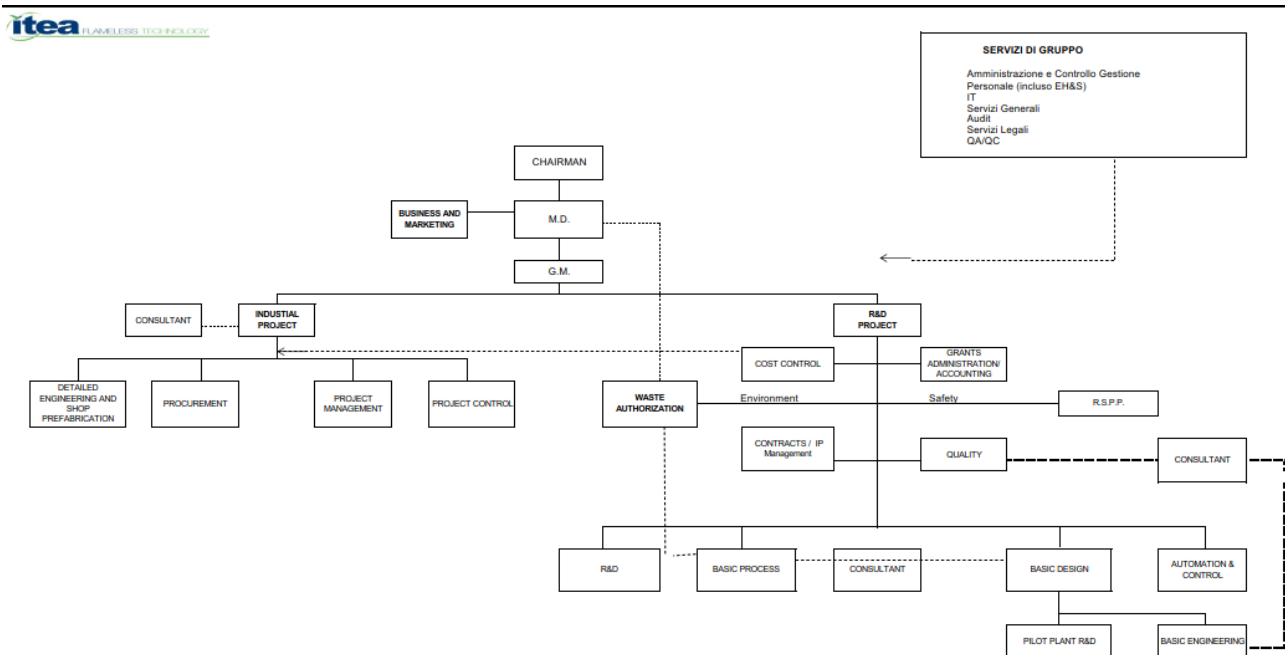 itea FLAMELESS TECHNOLOGY
SERVIZI DI GRUPPO
Amministrazione e Controllo Gestione
Personale (incluso EH&S)
IT
Servizi Generali
Audit
Servizi Legali
QA/QC
CHAIRMAN
BUSINESS AND
MARKETING
M.D.
G.M.
CONSULTANT
INDUSTIAL
PROJECT
R&D
PROJECT
COST CONTROL
GRANTS
ADMINISTRATION/
ACCOUNTING
DETAILED
ENGINEERING AND
SHOP
PREFABRICATION
PROCUREMENT
PROJECT
MANAGEMENT
PROJECT CONTROL
WASTE
AUTHORIZATION
Environment
Safety
R.S.P.P.
CONTRACTS / IP
Management
QUALITY
CONSULTANT
R&D
BASIC PROCESS
CONSULTANT
BASIC DESIGN
AUTOMATION &
CONTROL
PILOT PLANT R&D
BASIC ENGINEERING